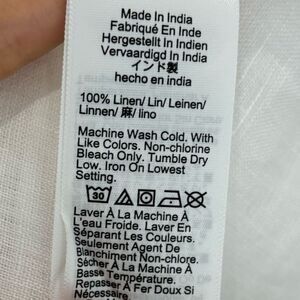 Made In India
Fabriqué En Inde
Hergestellt In Indien
Vervaardigd In India
インド製
hecho en india
100% Linen/ Lin/ Leinen/
Linnen/ 麻/ lino
Machine Wash Cold. With
Like Colors. Non-chlorine
Bleach Only. Tumble Dry
Low. Iron On Lowest
Setting.
30
Laver À La Machine À
L'eau Froide. Laver En
Séparant Les Couleurs.
Seulement Agent De
Blanchiment Non-chlore.
Sécher À La Machine À
Basse Température.
Repasser À Fer Doux Si
Nécessaire.